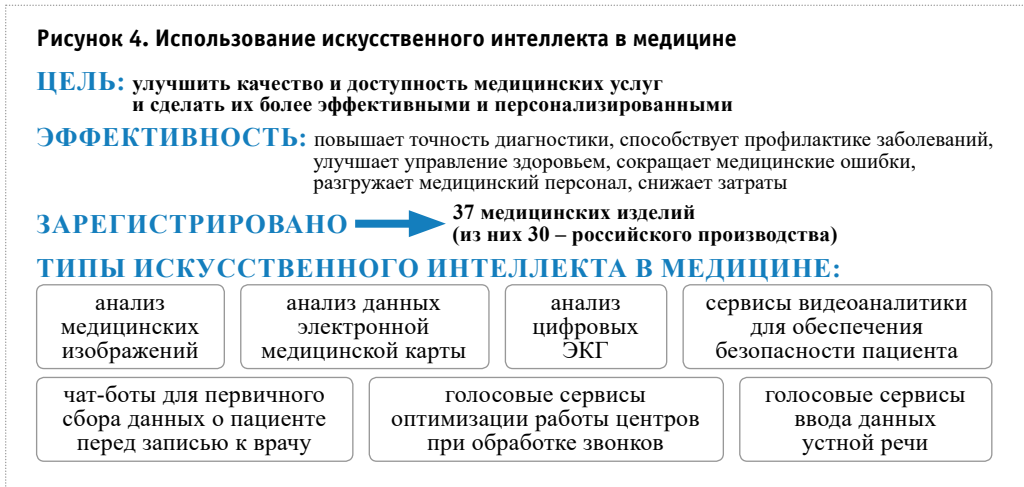 Рисунок 4. Использование искусственного интеллекта в медицине
ЦЕЛЬ: улучшить качество и доступность медицинских услуг
и сделать их более эффективными и персонализированными
ЭФФЕКТИВНОСТЬ: повышает точность диагностики, способствует профилактике заболеваний,
улучшает управление здоровьем, сокращает медицинские ошибки,
разгружает медицинский персонал, снижает затраты
ЗАРЕГИСТРИРОВАНО
37 медицинских изделий
(из них 30 – российского производства)
ТИПЫ ИСКУССТВЕННОГО ИНТЕЛЛЕКТА В МЕДИЦИНЕ:
анализ
медицинских
изображений
анализ данных
электронной
медицинской карты
анализ
цифровых
ЭКГ
сервисы видеоаналитики
для обеспечения
безопасности пациента
чат-боты для первичного
сбора данных о пациенте
перед записью к врачу
голосовые сервисы
оптимизации работы центров
при обработке звонков
голосовые сервисы
ввода данных
устной речи